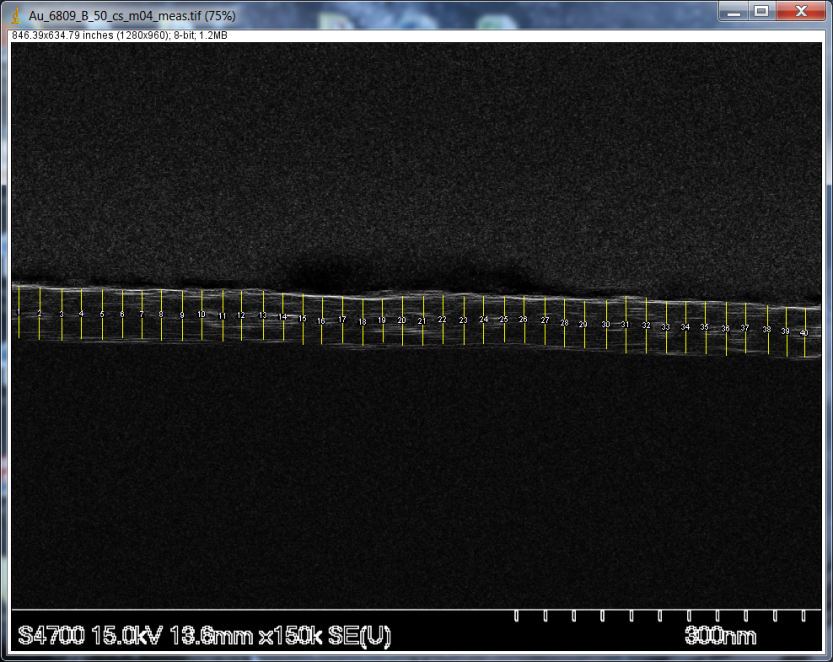 Au_6809_B_50_cs_m04_meas.tif (75%)
846.39x634.79 inches (1280x960); 8-bit; 1.2MB
1 2 3 4 5 6 7 8 9 10 11 12 13 14 15 16 17 18 19 20 21 22 23 24 25 26 27 28 29 30 31 32 33 34 35 36 37 38 39 40
S4700 15.0kV 13.6mm x150k SE(U) 300nm